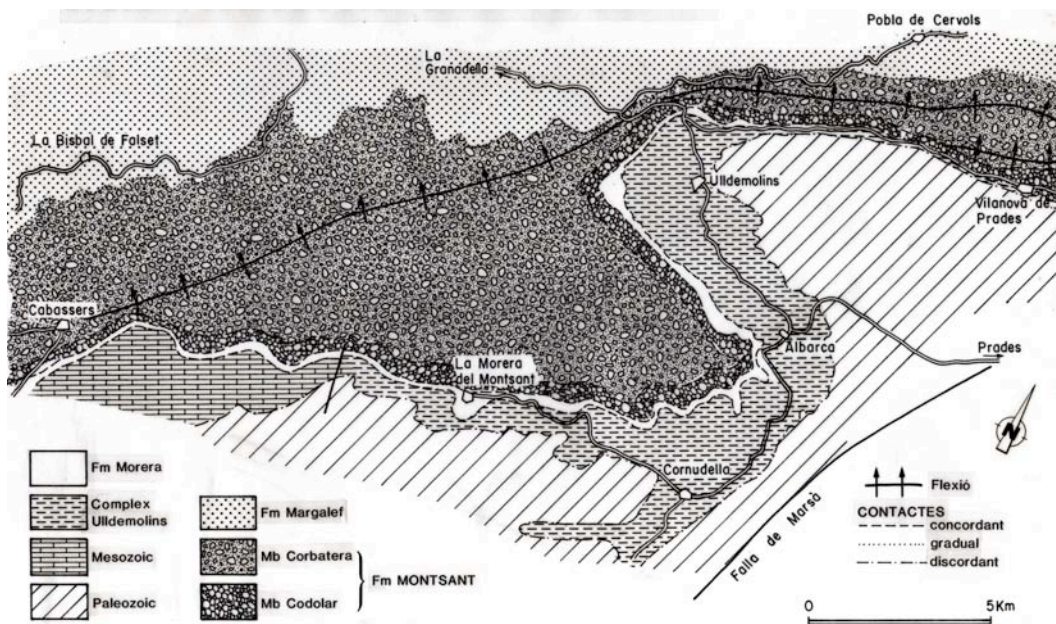 Pobla de Cervols
La
Granadella
La Bisbal de Falset
Ulldemolins
Vilanova de
Prades
Cabassers
Albarca
Prades
La Morera
del Montsant
Cornudella
Falla de Marsà
N
Fm Morera
Complex
Ulldemolins
Mesozoic
Paleozoic
Fm Margalef
Mb Corbatera
Mb Codolar
Fm MONTSANT
Flexió
CONTACTES
concordant
gradual
discordant
0 5Km